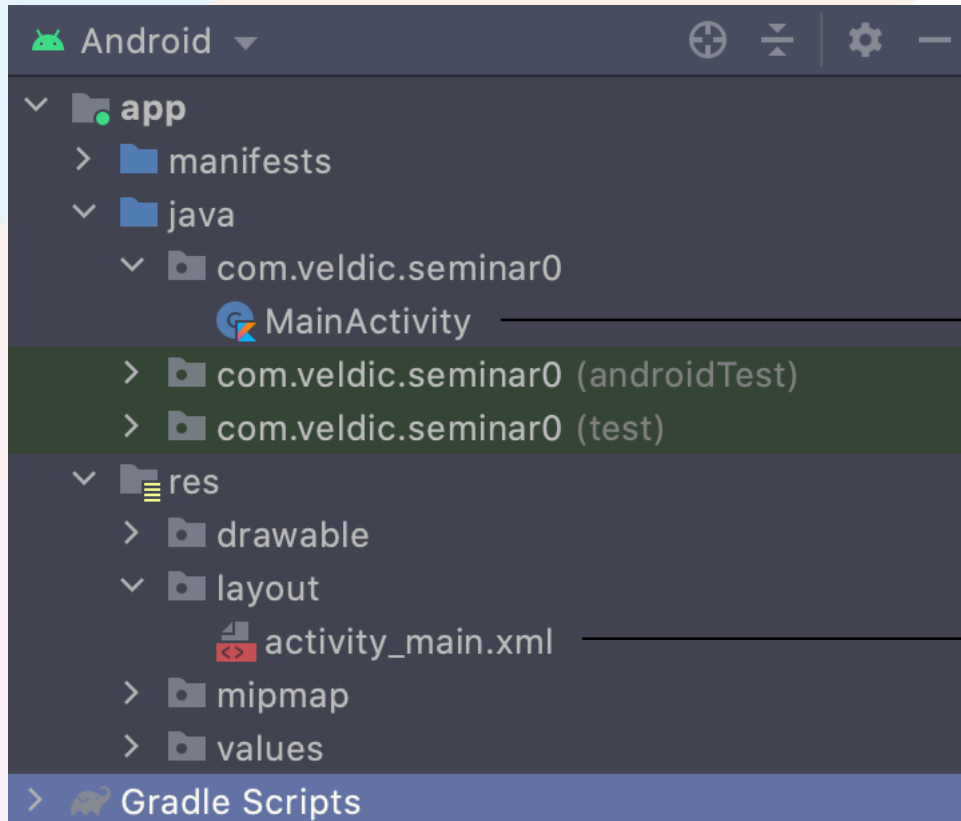 Android
app
manifests
java
com.veldic.seminar0
MainActivity
com.veldic.seminar0 (androidTest)
com.veldic.seminar0 (test)
res
drawable
layout
activity_main.xml
mipmap
values
Gradle Scripts